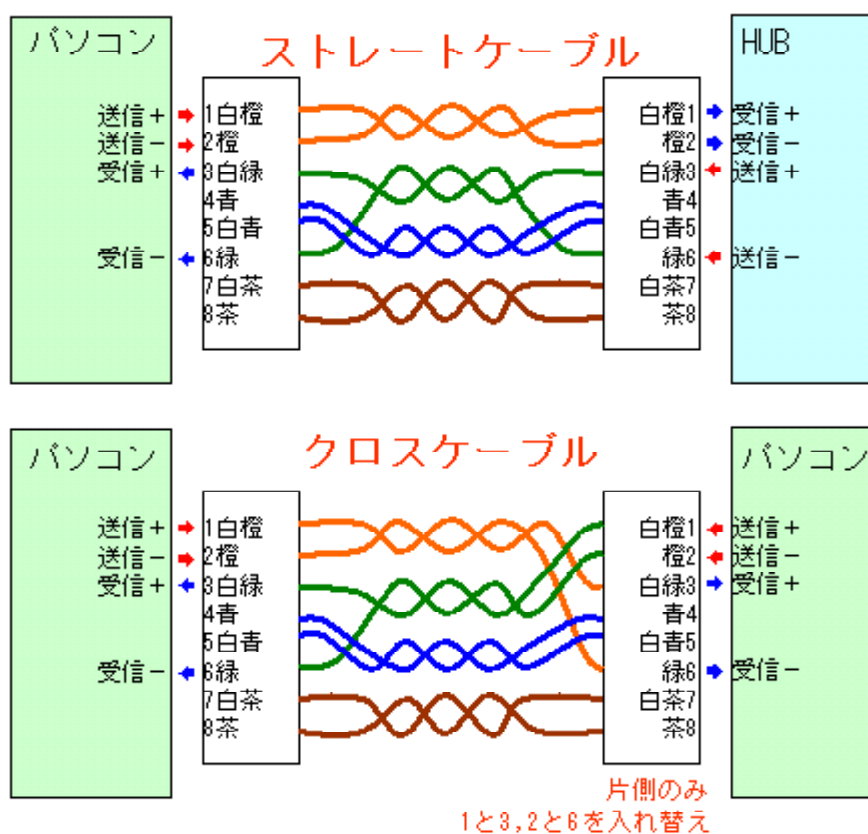 パソコン
ストレートケーブル
HUB
送信+ 1白橙 白橙1 受信+
送信- 2橙 橙2 受信-
受信+ 3白緑 白緑3 送信+
4青 青4
5白青 白青5
受信- 6緑 緑6 送信-
7白茶 白茶7
8茶 茶8
パソコン
クロスケーブル
パソコン
送信+ 1白橙 白橙1 送信+
送信- 2橙 橙2 送信-
受信+ 3白緑 白緑3 受信+
4青 青4
5白青 白青5
受信- 6緑 緑6 受信-
7白茶 白茶7
8茶 茶8
片側のみ
1と3,2と6を入れ替え